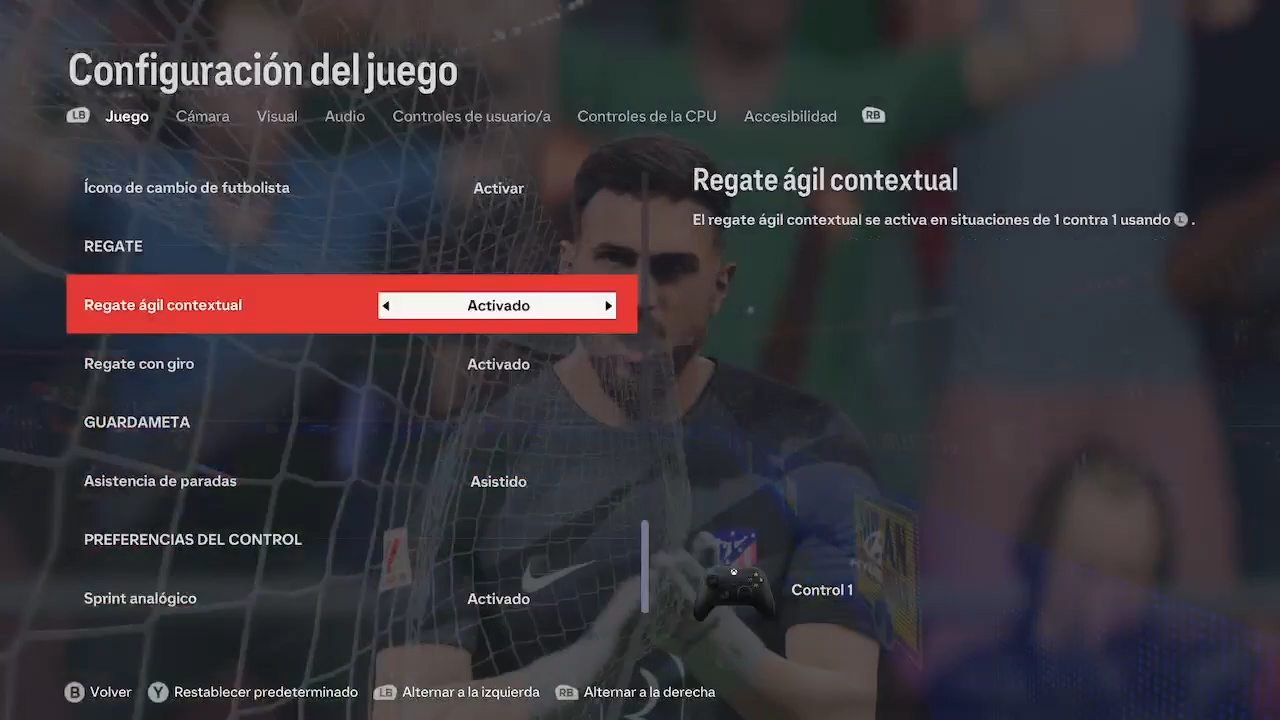 Configuración del juego
LB Juego Cámara Visual Audio Controles de usuario/a Controles de la CPU Accesibilidad RB
Ícono de cambio de futbolista Activar
REGATE
Regate ágil contextual Activado
Regate con giro Activado
GUARDAMETA
Asistencia de paradas Asistido
PREFERENCIAS DEL CONTROL
Sprint analógico Activado
Regate ágil contextual
El regate ágil contextual se activa en situaciones de 1 contra 1 usando L .
Control 1
B Volver Y Restablecer predeterminado LB Alternar a la izquierda RB Alternar a la derecha